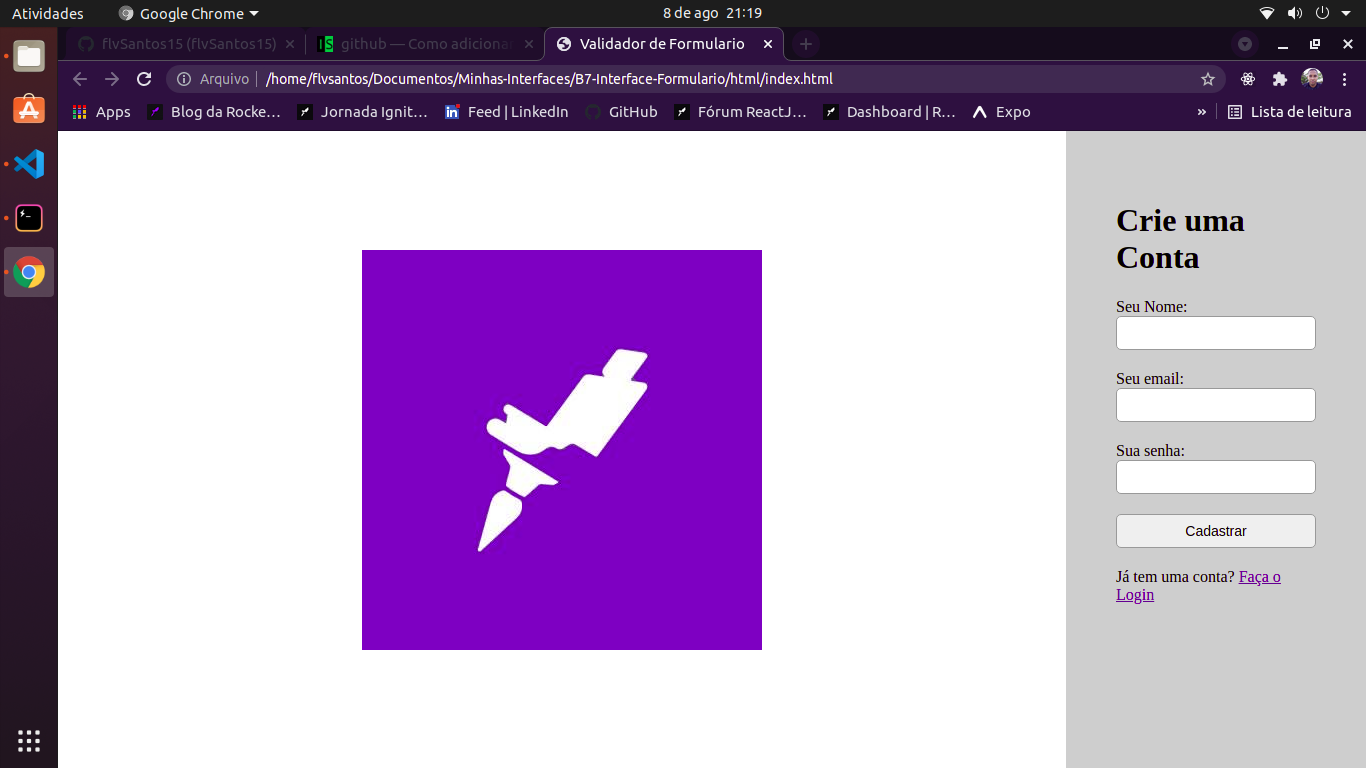 Atividades
Google Chrome
8 de ago 21:19
flvSantos15 (flvSantos15)
github — Como adiciona
Validador de Formulario
Arquivo
/home/flvsantos/Documentos/Minhas-Interfaces/B7-Interface-Formulario/html/index.html
Apps
Blog da Rocke...
Jornada Ignit...
Feed | LinkedIn
GitHub
Fórum ReactJ...
Dashboard | R...
Expo
»
Lista de leitura
Crie uma
Conta
Seu Nome:
Seu email:
Sua senha:
Cadastrar
Já tem uma conta? Faça o
Login